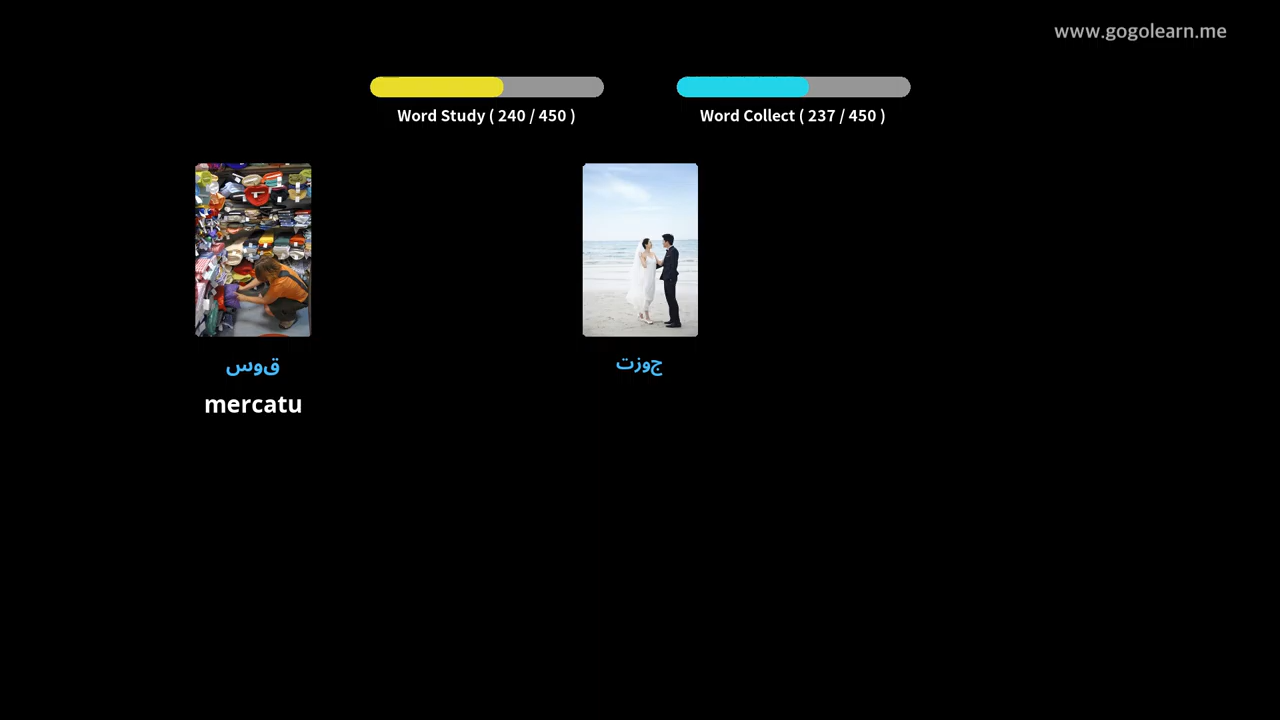 www.gogolearn.me
Word Study ( 240 / 450 )
Word Collect ( 237 / 450 )
قوس
mercatu
جوزت